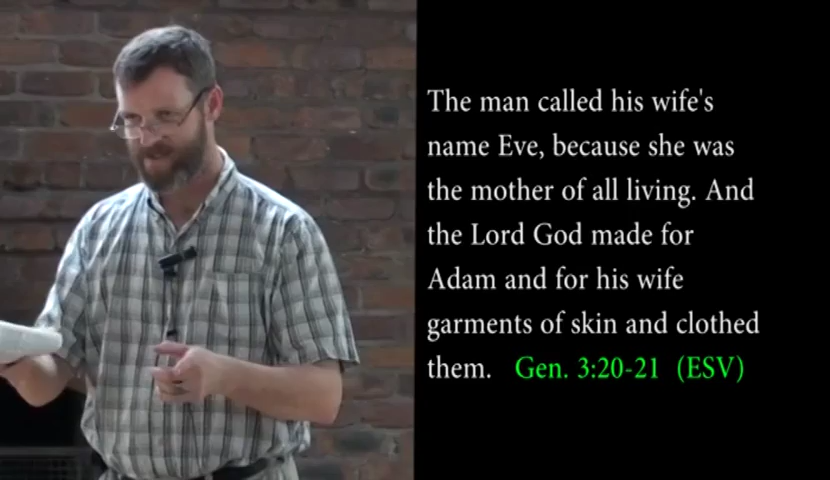 The man called his wife's
name Eve, because she was
the mother of all living. And
the Lord God made for
Adam and for his wife
garments of skin and clothed
them. Gen. 3:20-21 (ESV)